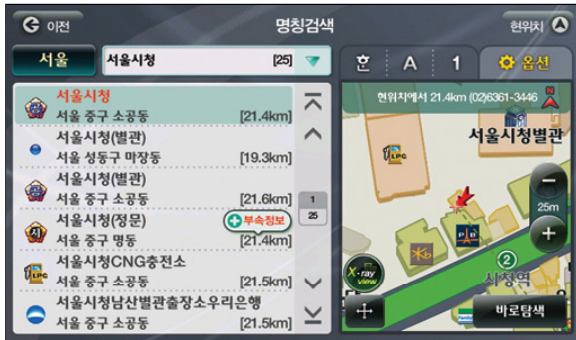 이전
명칭검색
현위치
서울
서울시청 [25]
한 A 1 옵션
서울시청
서울 중구 소공동 [21.4km]
서울시청(별관)
서울 성동구 마장동 [19.3km]
서울시청(별관)
서울 중구 소공동 [21.6km]
서울시청(정문)
부속정보
서울 중구 명동 [21.4km]
서울시청CNG충전소
서울 중구 소공동 [21.5km]
서울시청남산별관출장소우리은행
서울 중구 소공동 [21.5km]
1
25
현위치에서 21.4km (02)6361-3446
서울시청별관
LPG
25m
P
2
시청역
X-ray
view
바로탐색